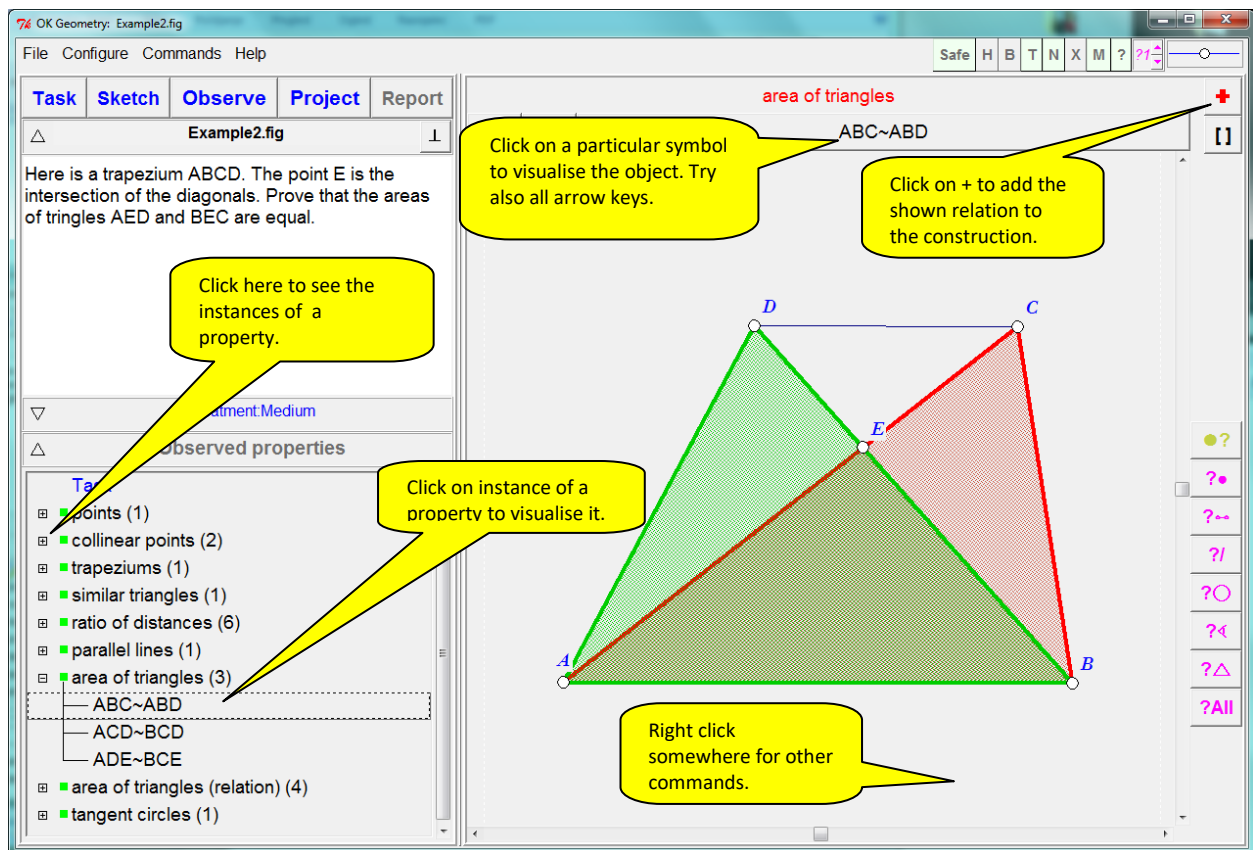 OK Geometry: Example2.fig
File Configure Commands Help
Safe H B T N X M ? ?1
Task Sketch Observe Project Report
Example2.fig
Here is a trapezium ABCD. The point E is the
intersection of the diagonals. Prove that the areas
of tringles AED and BEC are equal.
Click here to see the
instances of a
property.
Medium
Observed properties
points (1)
collinear points (2)
trapeziums (1)
similar triangles (1)
ratio of distances (6)
parallel lines (1)
area of triangles (3)
ABC~ABD
ACD~BCD
ADE~BCE
area of triangles (relation) (4)
tangent circles (1)
Click on instance of a
property to visualise it.
area of triangles
+
ABC~ABD
[ ]
Click on a particular symbol
to visualise the object. Try
also all arrow keys.
Click on + to add the
shown relation to
the construction.
D
C
E
A
B
Right click
somewhere for other
commands.
?
?
?
?/
?
?
?
?All